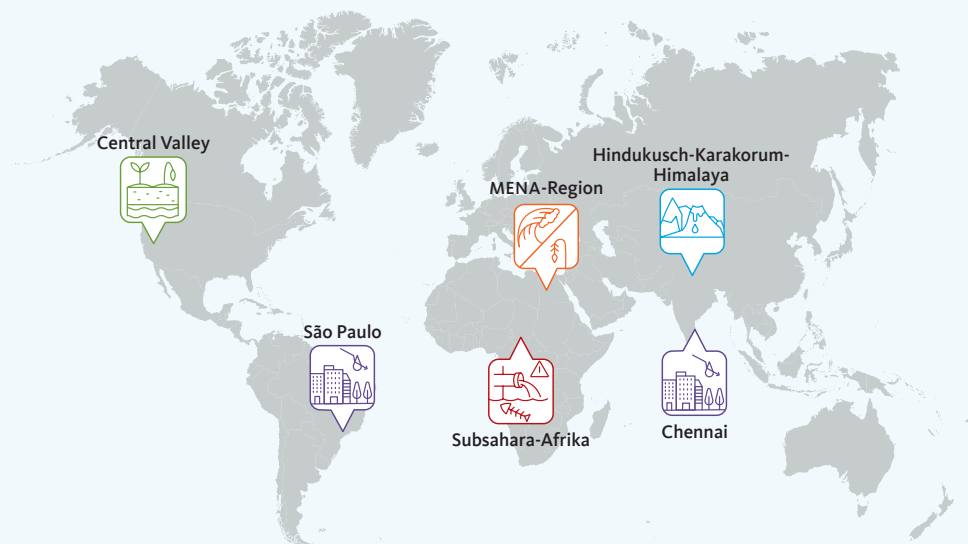 Central Valley
Hindukusch-Karakorum-
Himalaya
MENA-Region
São Paulo
Subsahara-Afrika
Chennai